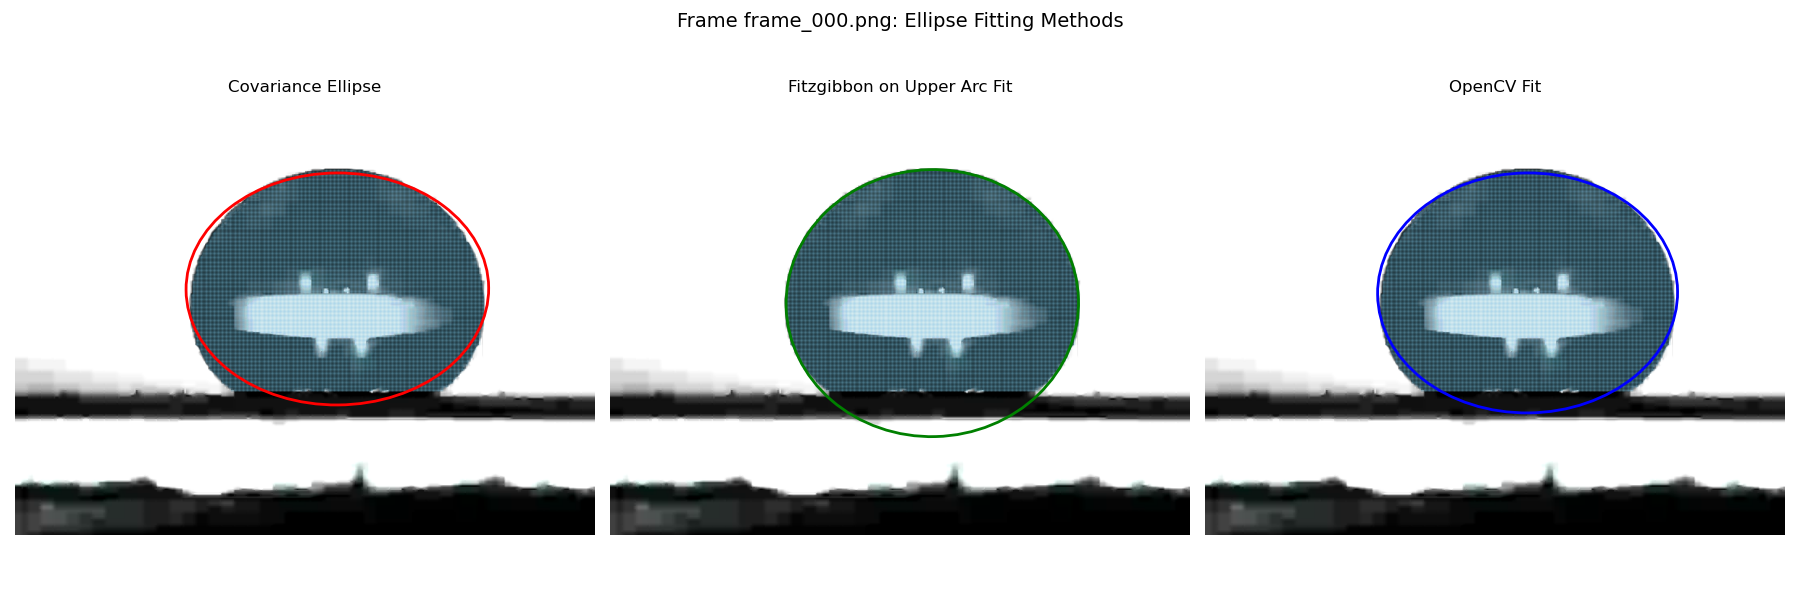 Frame frame_000.png: Ellipse Fitting Methods
Covariance Ellipse
Fitzgibbon on Upper Arc Fit
OpenCV Fit